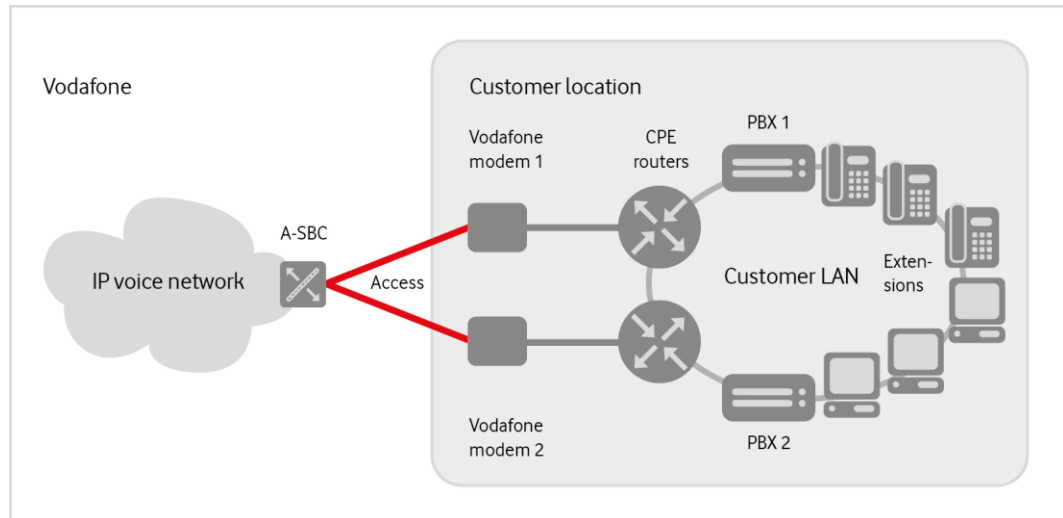 Vodafone
Customer location
Vodafone
modem 1
CPE
routers
PBX 1
A-SBC
IP voice network
Access
Customer LAN
Exten-
sions
Vodafone
modem 2
PBX 2